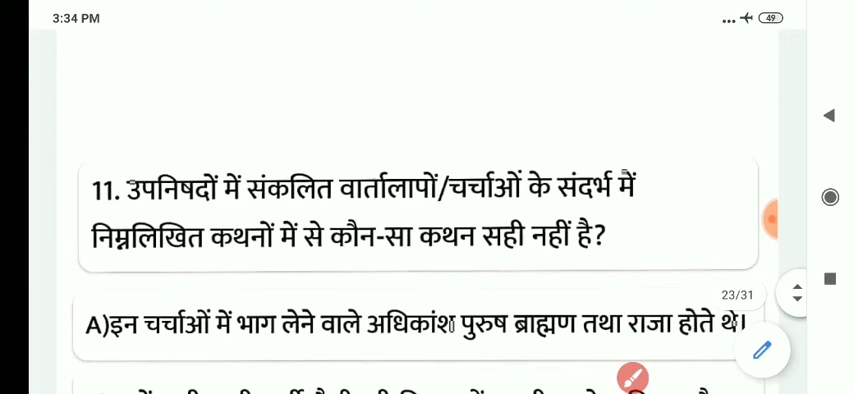 3:34 PM
49
11. उपनिषदों में संकलित वार्तालापों/चर्चाओं के संदर्भ में
निम्नलिखित कथनों में से कौन-सा कथन सही नहीं है?
23/31
A)इन चर्चाओं में भाग लेने वाले अधिकांश पुरुष ब्राह्मण तथा राजा होते थे।